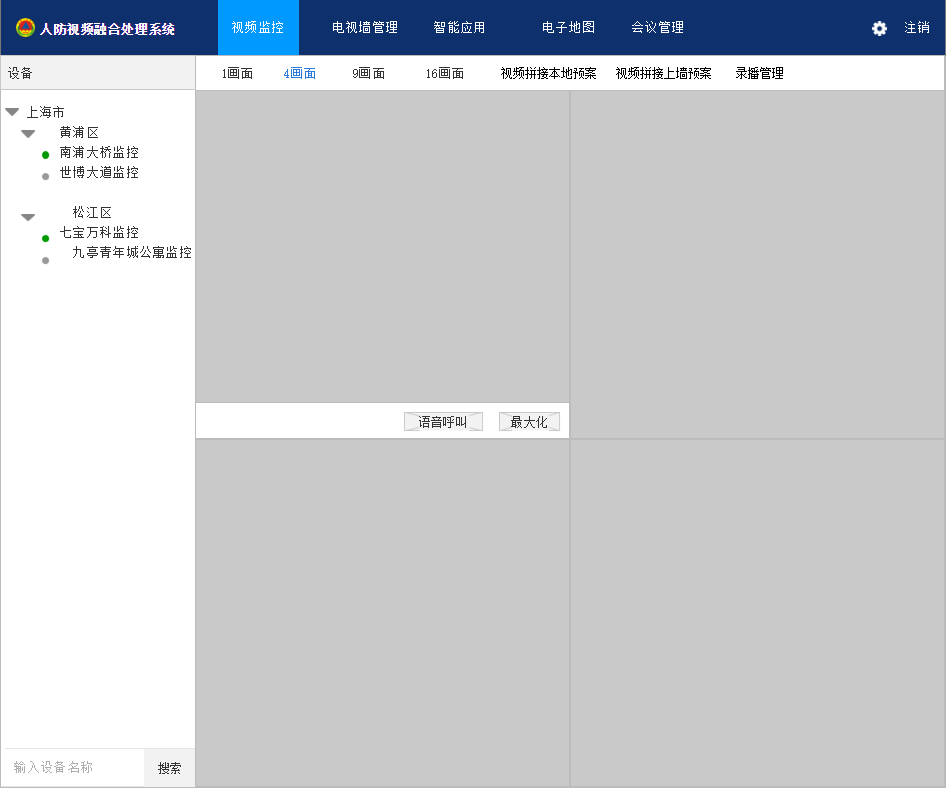 人防视频融合处理系统 视频监控 电视墙管理 智能应用 电子地图 会议管理 注销
设备 1画面 4画面 9画面 16画面 视频拼接本地预案 视频拼接上墙预案 录播管理
上海市
黄浦区
南浦大桥监控
世博大道监控
松江区
七宝万科监控
九亭青年城公寓监控
语音呼叫 最大化
输入设备名称 搜索